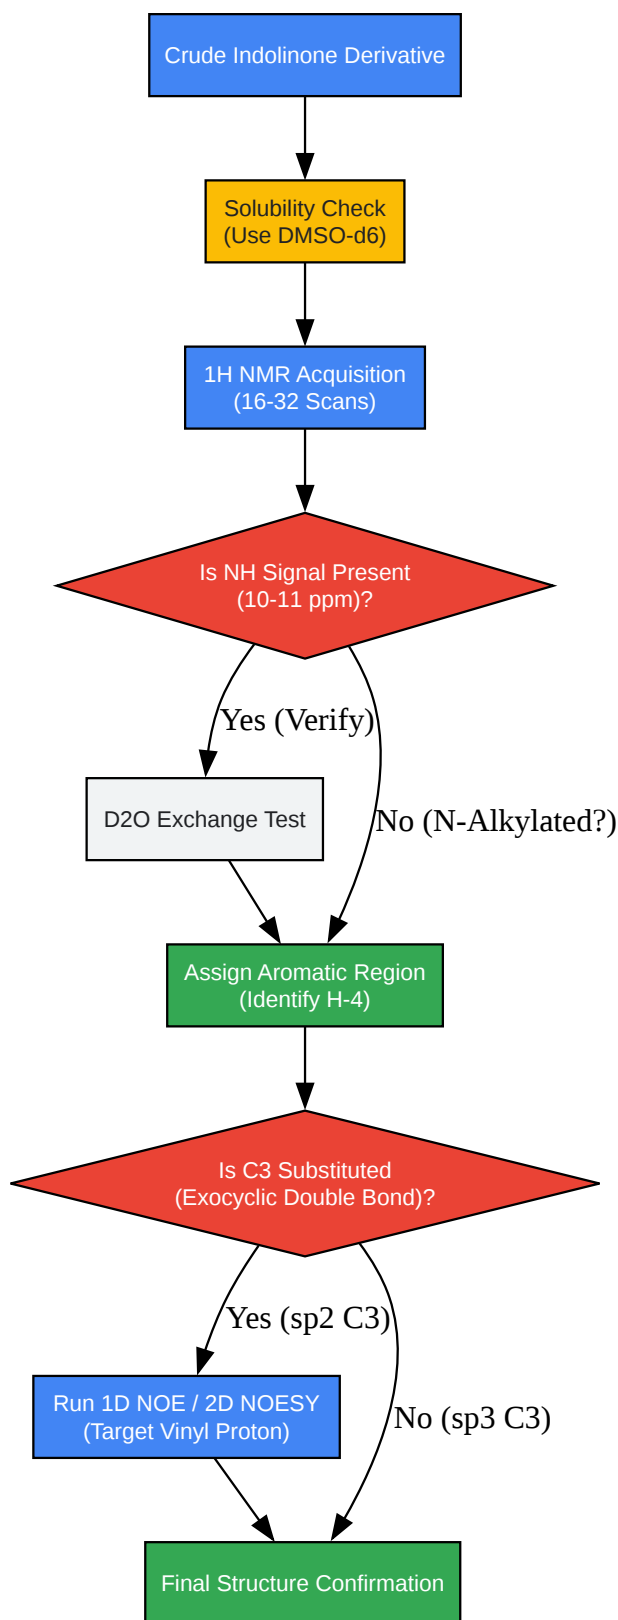 Crude Indolinone Derivative
Solubility Check
(Use DMSO-d6)
1H NMR Acquisition
(16-32 Scans)
Is NH Signal Present
(10-11 ppm)?
Yes (Verify)
D2O Exchange Test
No (N-Alkylated?)
Assign Aromatic Region
(Identify H-4)
Is C3 Substituted
(Exocyclic Double Bond)?
Yes (sp2 C3)
Run 1D NOE / 2D NOESY
(Target Vinyl Proton)
No (sp3 C3)
Final Structure Confirmation